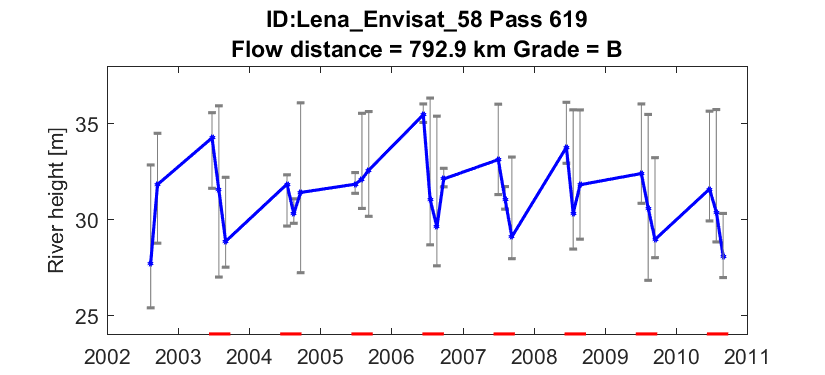 ID:Lena_Envisat_58 Pass 619
Flow distance = 792.9 km Grade = B
River height [m]
35
30
25
2002 2003 2004 2005 2006 2007 2008 2009 2010 2011